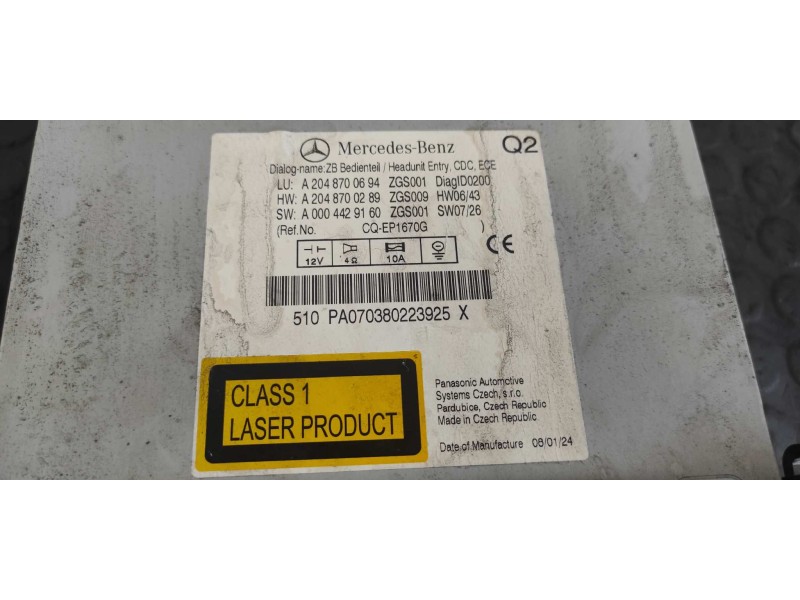 Mercedes-Benz Q2
Dialog-name:ZB Bedienteil / Headunit Entry, CDC, ECE
LU: A 204 870 06 94 ZGS001 DiagID0200
HW: A 204 870 02 89 ZGS009 HW06/43
SW: A 000 442 91 60 ZGS001 SW07/26
(Ref.No. CQ-EP1670G )
12V 4Ω 10A
CE
510 PA070380223925 X
CLASS 1
LASER PRODUCT
Panasonic Automotive
Systems Czech, s.r.o.
Pardubice, Czech Republic
Made in Czech Republic
Date of Manufacture 08/01/24